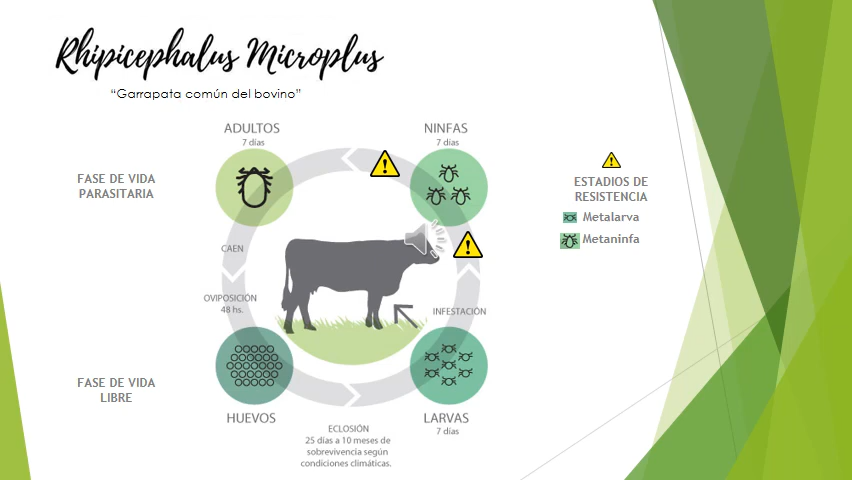 Rhipicephalus Microplus
"Garrapata común del bovino"
ADULTOS
7 días
NINFAS
7 días
FASE DE VIDA
PARASITARIA
ESTADIOS DE
RESISTENCIA
Metalarva
Metaninfa
CAEN
OVIPOSICIÓN
48 hs.
INFESTACIÓN
FASE DE VIDA
LIBRE
HUEVOS
LARVAS
7 días
ECLOSIÓN
25 días a 10 meses de
sobrevivencia según
condiciones climáticas.